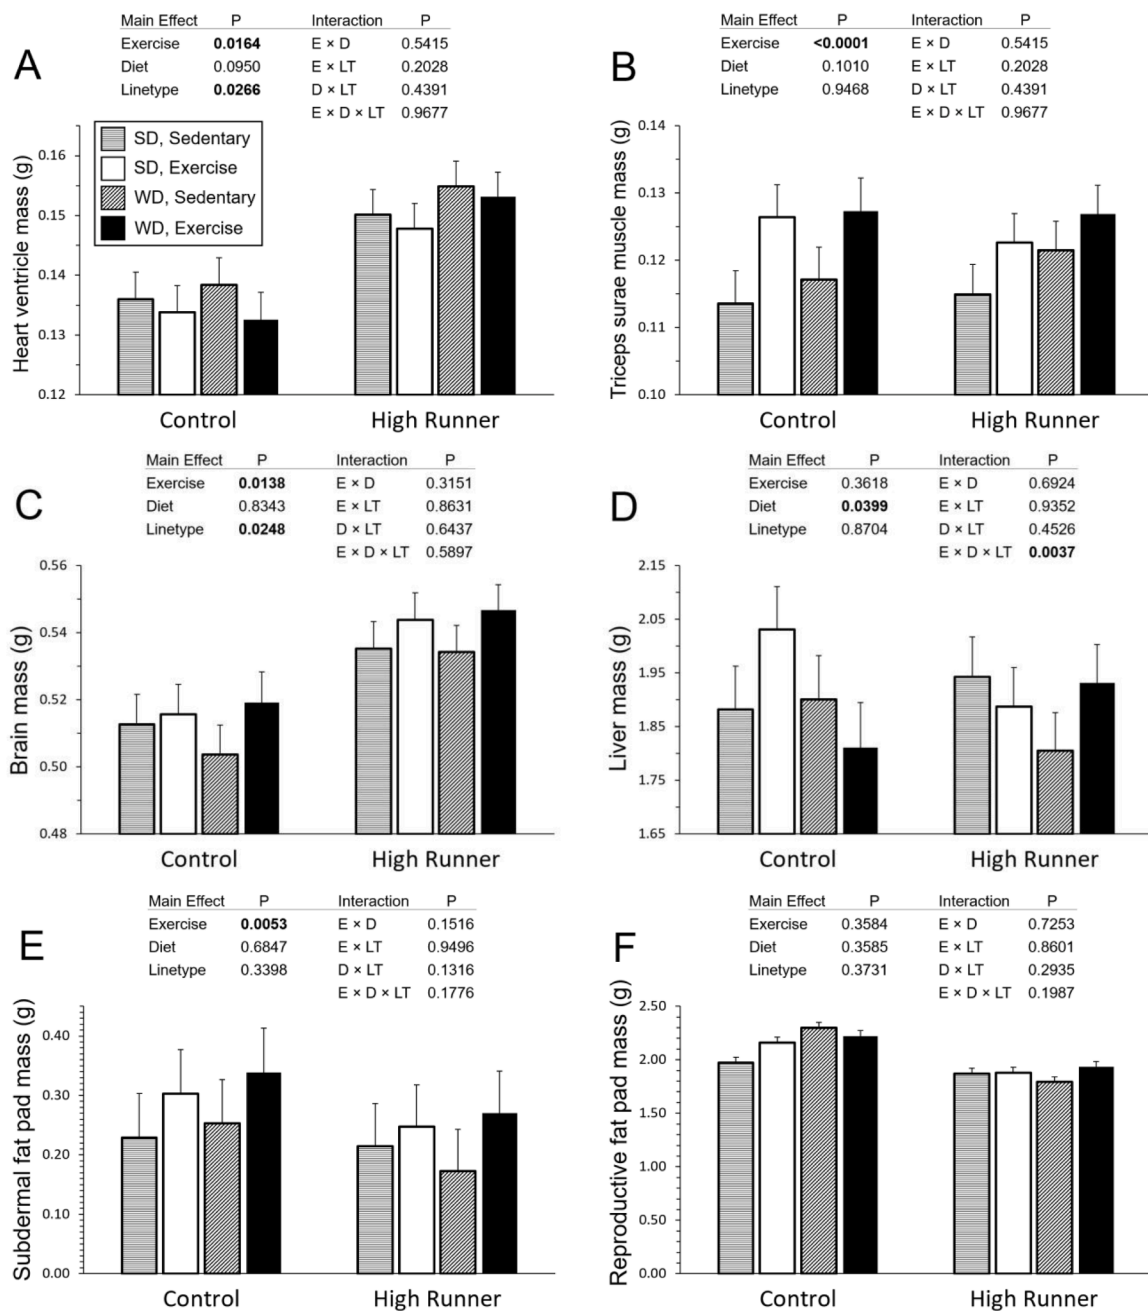 A
Main Effect P Interaction P
Exercise 0.0164 E × D 0.5415
Diet 0.0950 E × LT 0.2028
Linetype 0.0266 D × LT 0.4391
E × D × LT 0.9677
SD, Sedentary
SD, Exercise
WD, Sedentary
WD, Exercise
Heart ventricle mass (g)
0.16
0.15
0.14
0.13
0.12
Control High Runner
B
Main Effect P Interaction P
Exercise <0.0001 E × D 0.5415
Diet 0.1010 E × LT 0.2028
Linetype 0.9468 D × LT 0.4391
E × D × LT 0.9677
Triceps surae muscle mass (g)
0.14
0.13
0.12
0.11
0.10
Control High Runner
C
Main Effect P Interaction P
Exercise 0.0138 E × D 0.3151
Diet 0.8343 E × LT 0.8631
Linetype 0.0248 D × LT 0.6437
E × D × LT 0.5897
Brain mass (g)
0.56
0.54
0.52
0.50
0.48
Control High Runner
D
Main Effect P Interaction P
Exercise 0.3618 E × D 0.6924
Diet 0.0399 E × LT 0.9352
Linetype 0.8704 D × LT 0.4526
E × D × LT 0.0037
Liver mass (g)
2.15
2.05
1.95
1.85
1.75
1.65
Control High Runner
E
Main Effect P Interaction P
Exercise 0.0053 E × D 0.1516
Diet 0.6847 E × LT 0.9496
Linetype 0.3398 D × LT 0.1316
E × D × LT 0.1776
Subdermal fat pad mass (g)
0.40
0.30
0.20
0.10
0.00
Control High Runner
F
Main Effect P Interaction P
Exercise 0.3584 E × D 0.7253
Diet 0.3585 E × LT 0.8601
Linetype 0.3731 D × LT 0.2935
E × D × LT 0.1987
Reproductive fat pad mass (g)
2.50
2.00
1.50
1.00
0.50
0.00
Control High Runner